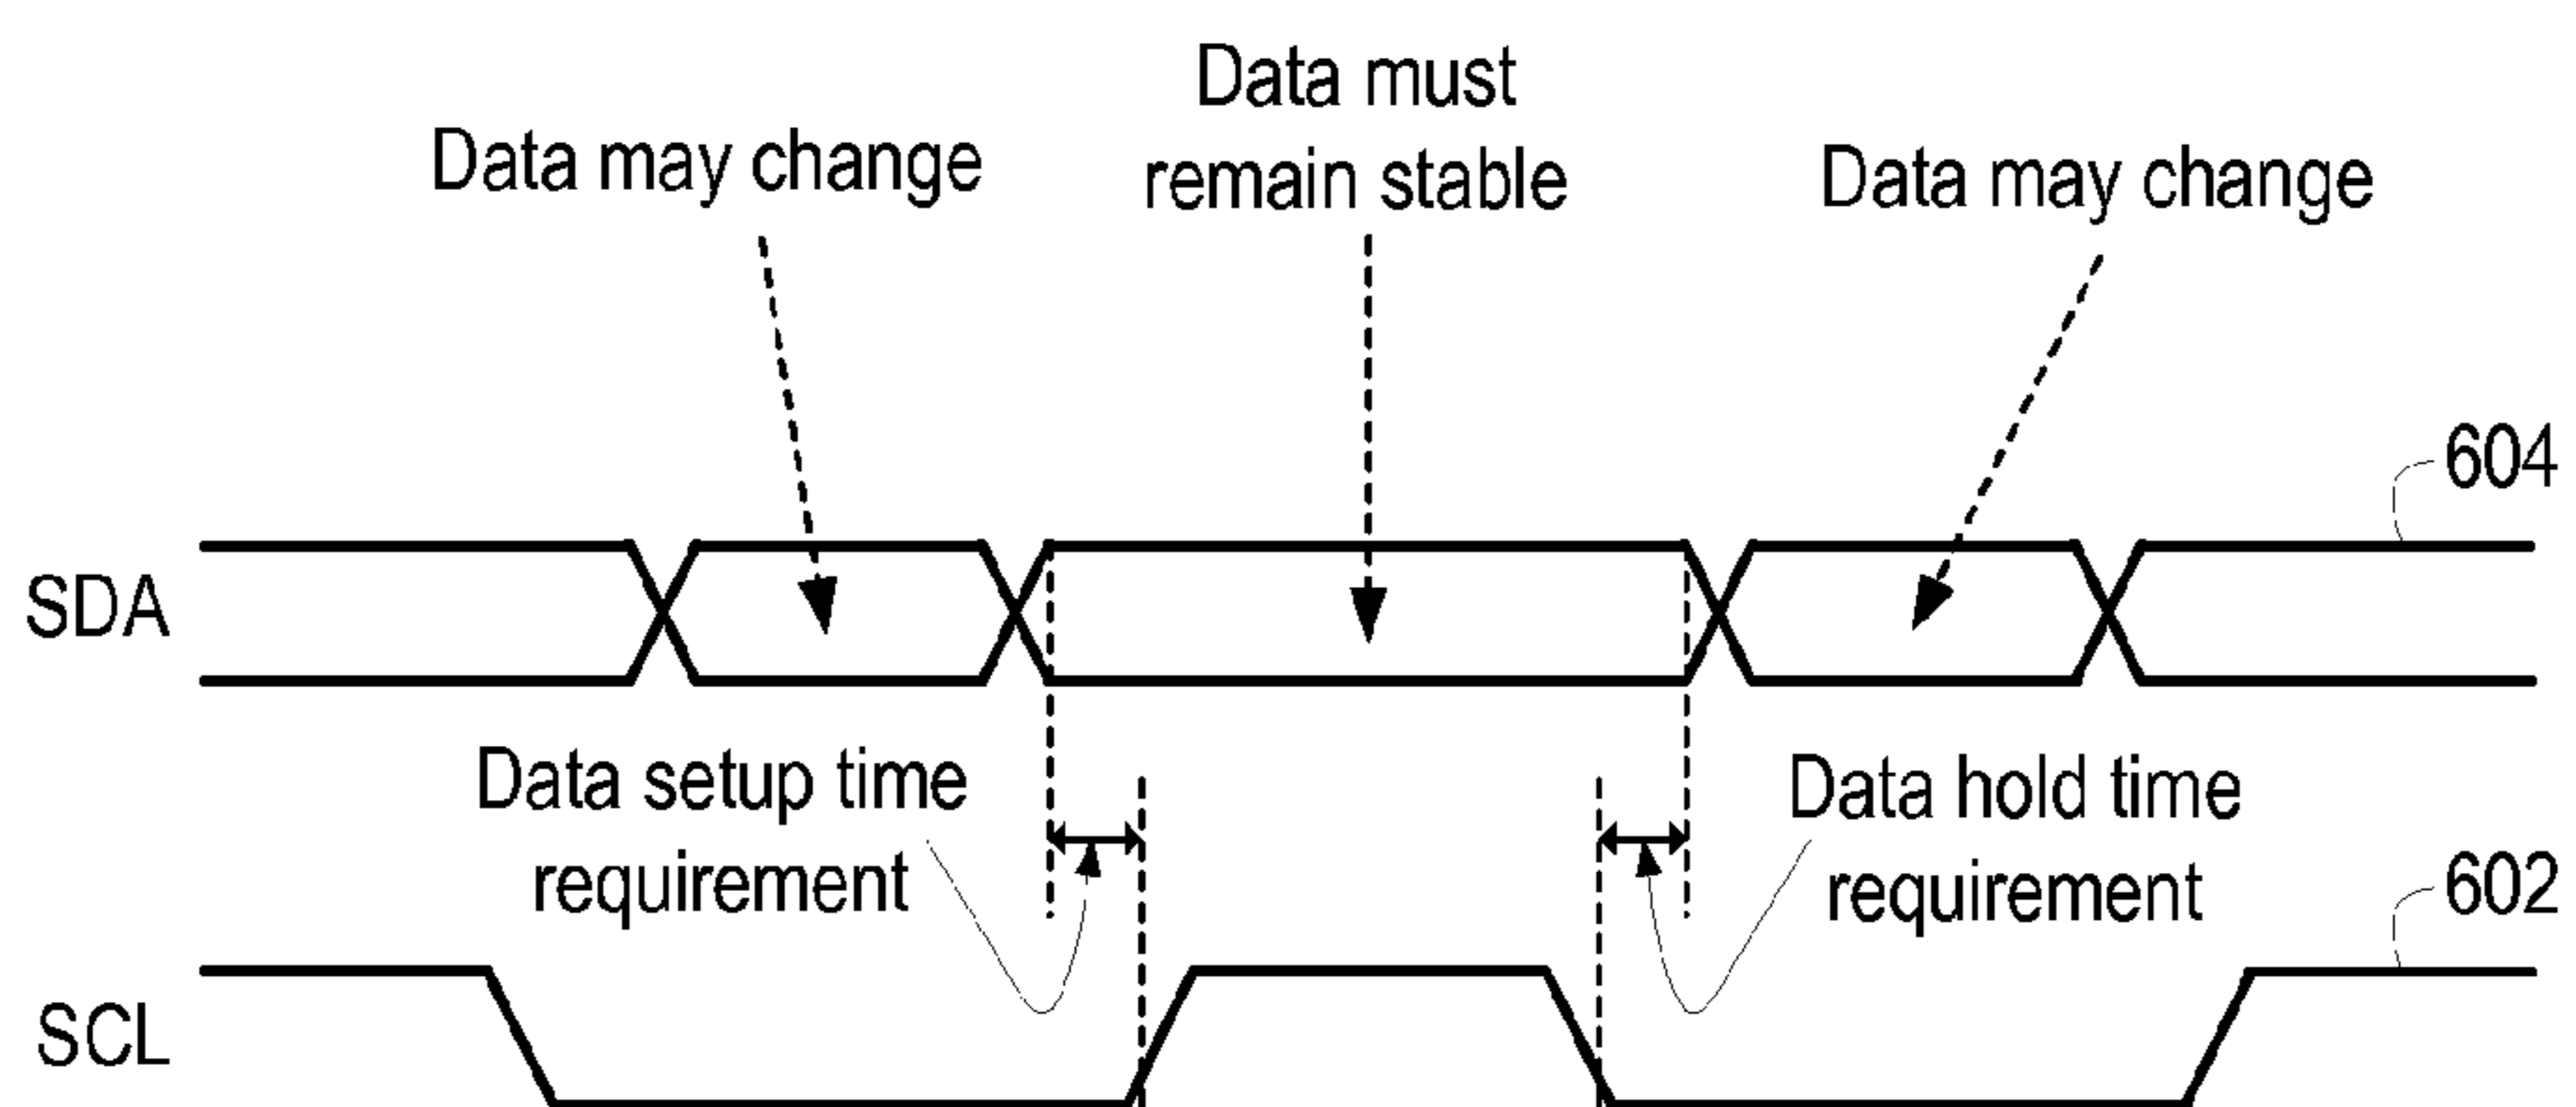 Data must
remain stable
Data may change
Data may change
604
SDA
Data setup time
requirement
Data hold time
requirement
602
SCL